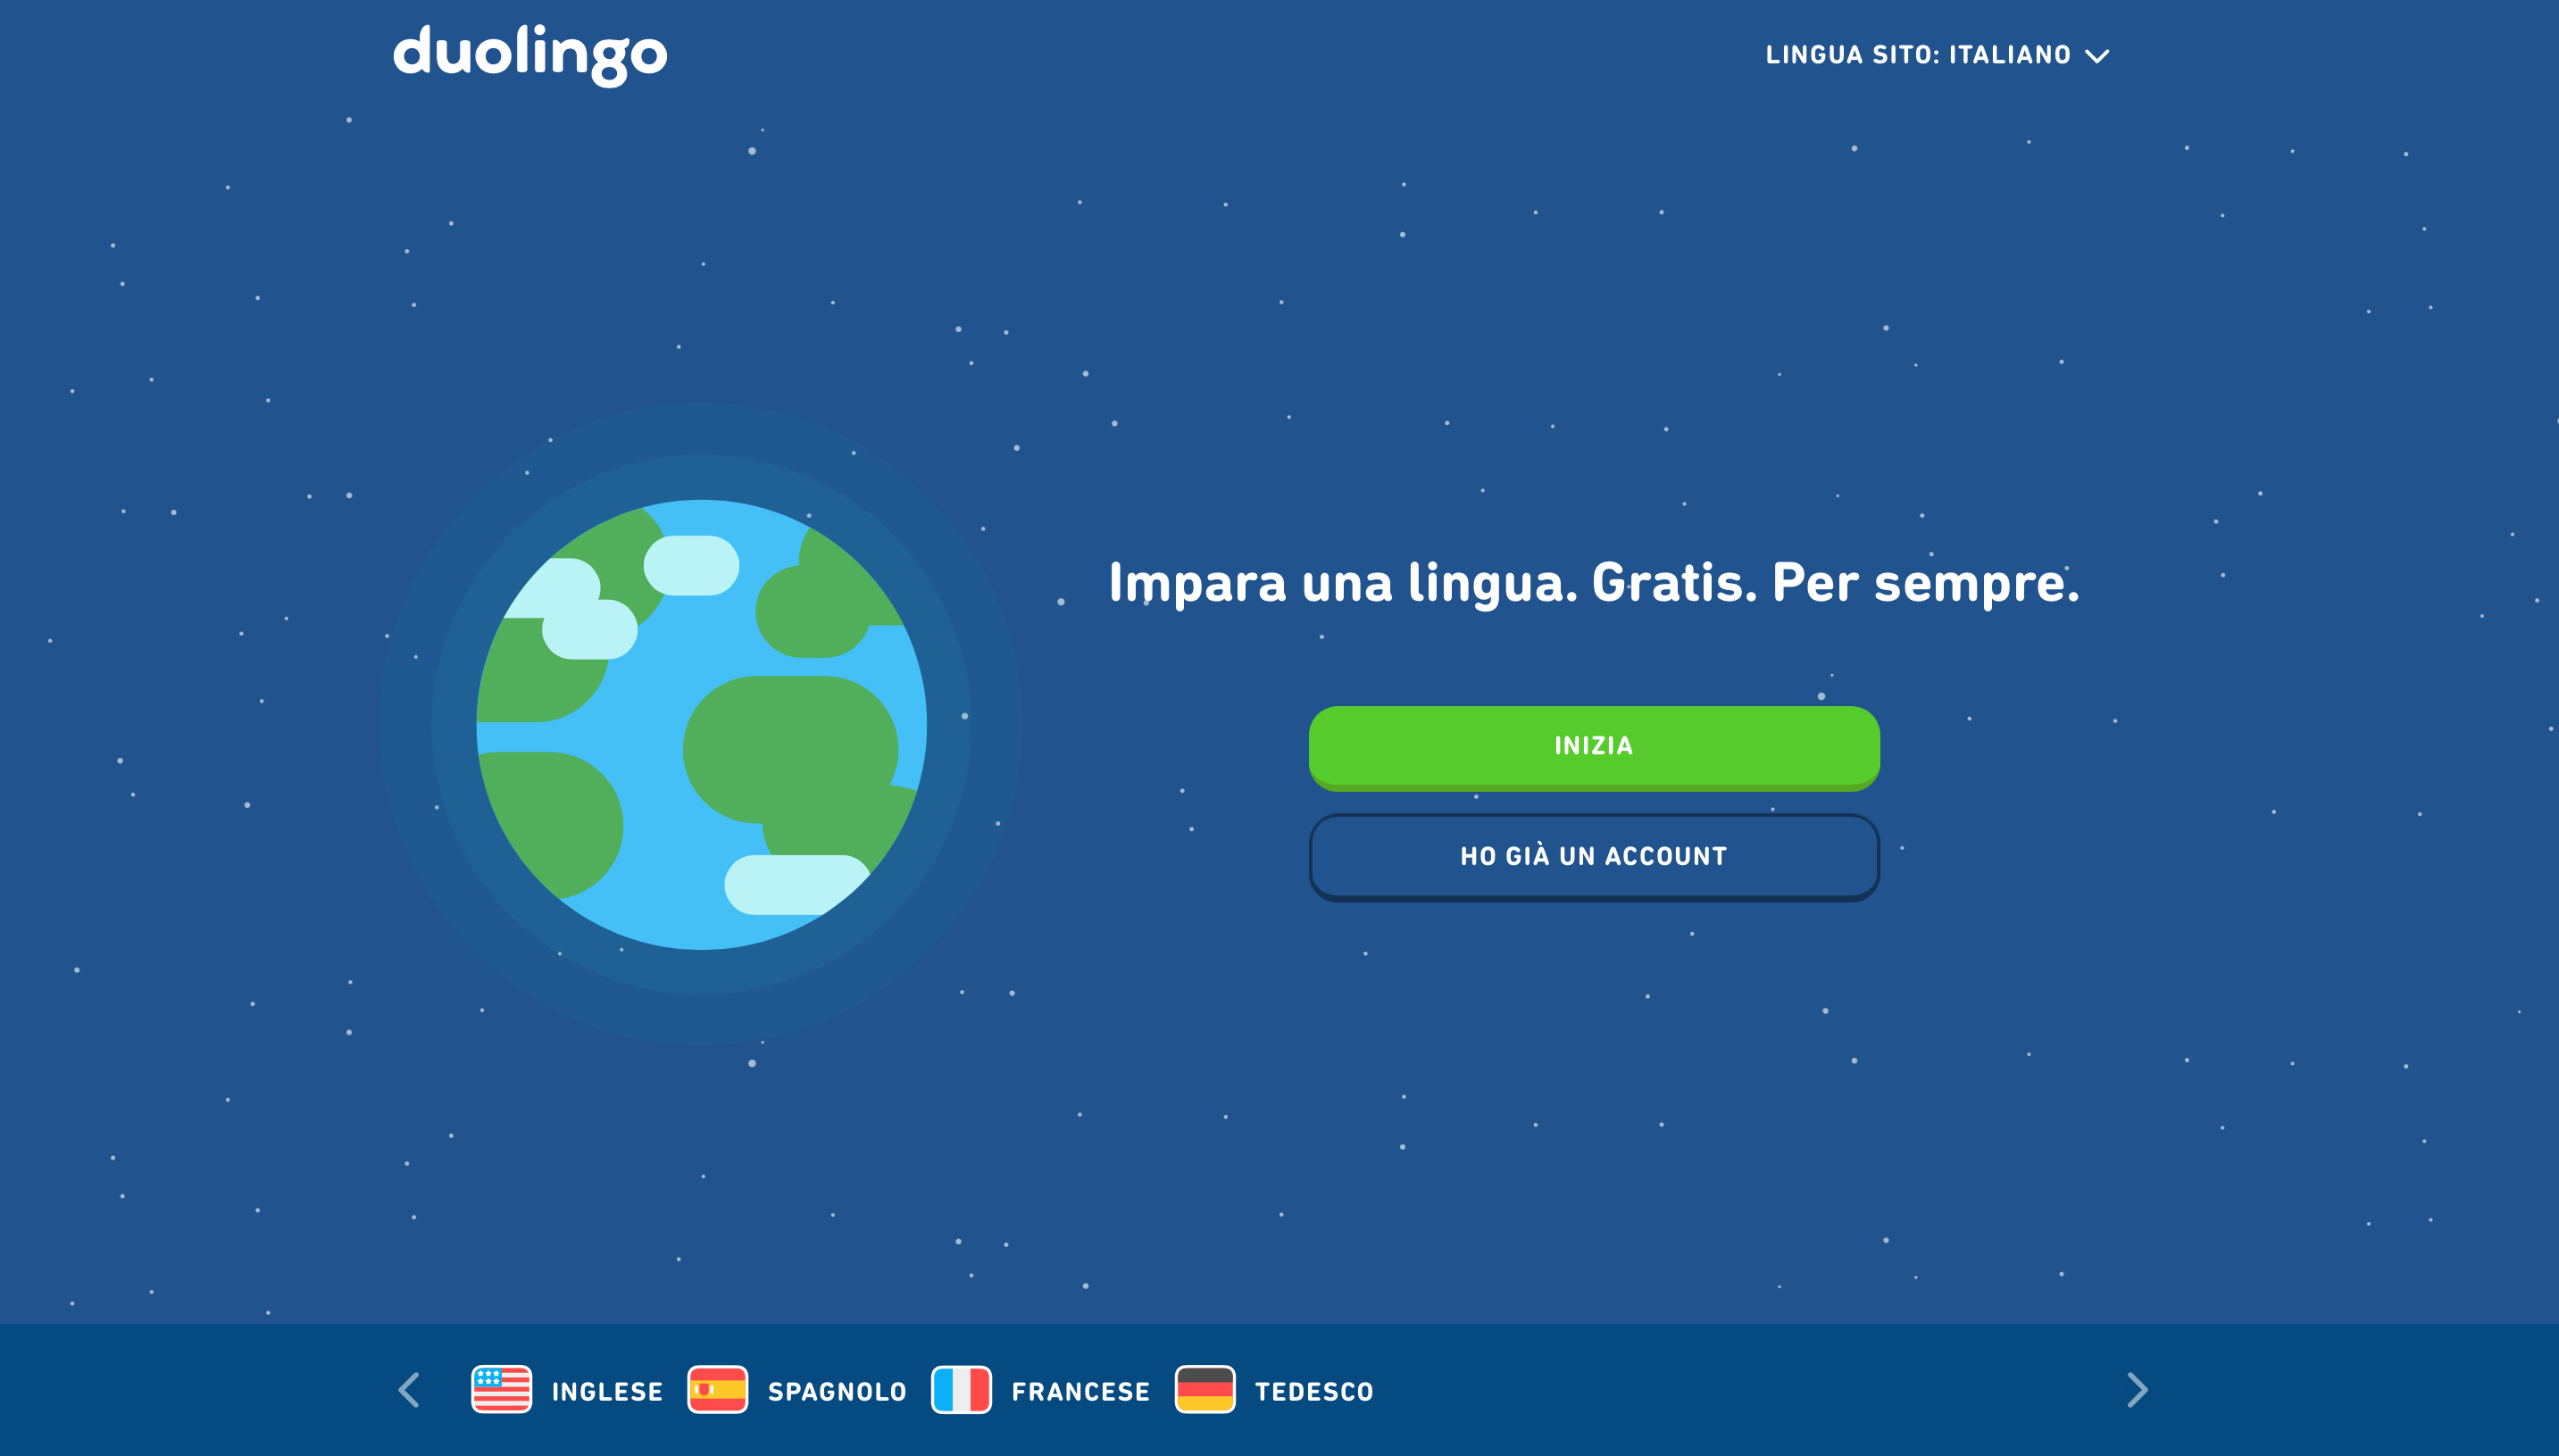 duolingo
LINGUA SITO: ITALIANO
Impara una lingua. Gratis. Per sempre.
INIZIA
HO GIÀ UN ACCOUNT
INGLESE
SPAGNOLO
FRANCESE
TEDESCO